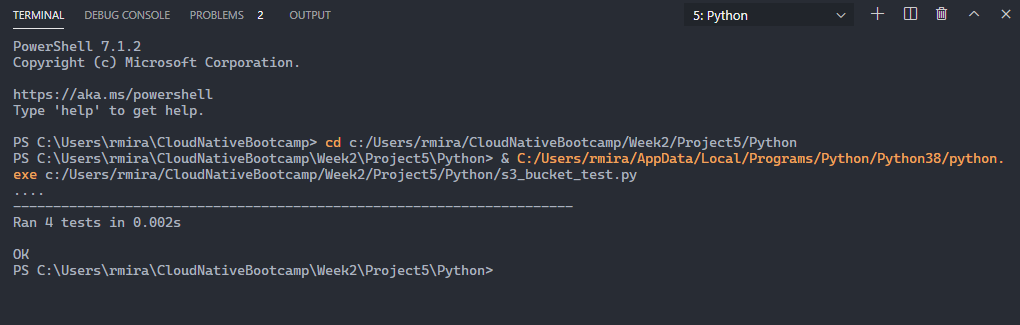 TERMINAL DEBUG CONSOLE PROBLEMS 2 OUTPUT 5: Python
PowerShell 7.1.2
Copyright (c) Microsoft Corporation.
https://aka.ms/powershell
Type 'help' to get help.
PS C:\Users\rmira\CloudNativeBootcamp> cd c:/Users/rmira/CloudNativeBootcamp/Week2/Project5/Python
PS C:\Users\rmira\CloudNativeBootcamp\Week2\Project5\Python> & C:/Users/rmira/AppData/Local/Programs/Python/Python38/python.
exe c:/Users/rmira/CloudNativeBootcamp/Week2/Project5/Python/s3_bucket_test.py
....
----------------------------------------------------------------------
Ran 4 tests in 0.002s
OK
PS C:\Users\rmira\CloudNativeBootcamp\Week2\Project5\Python>